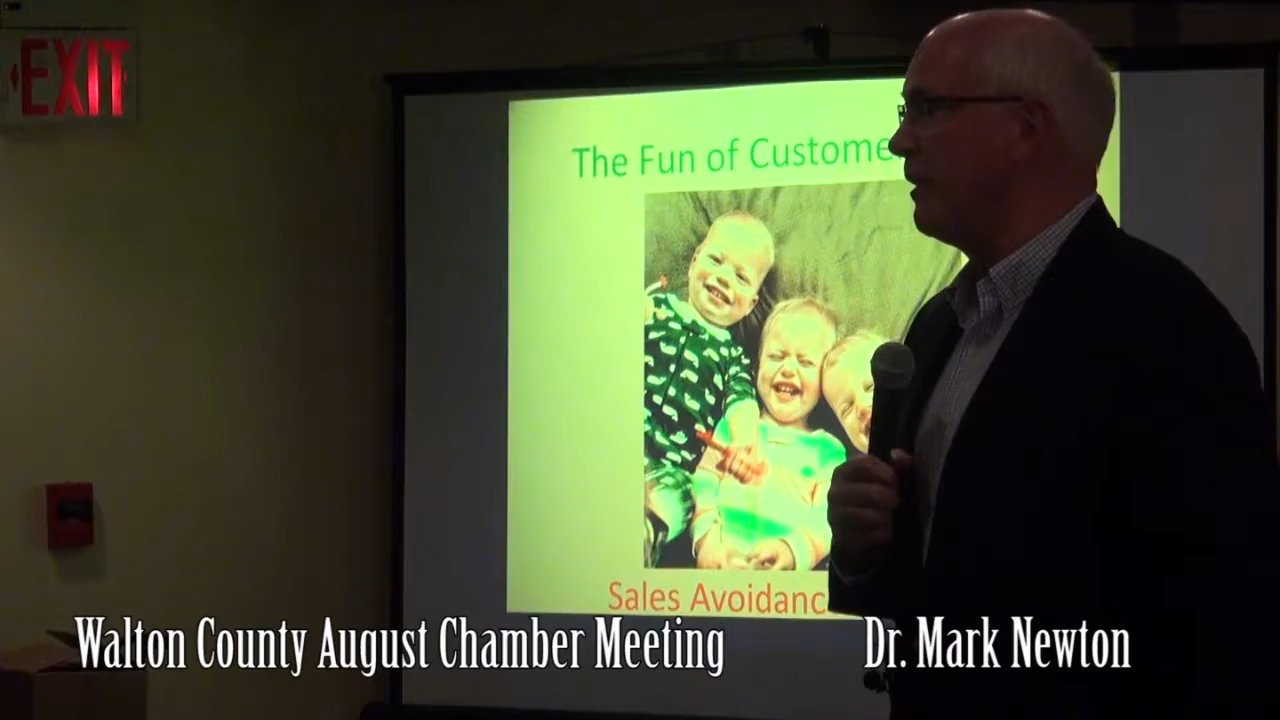 EXIT
The Fun of Custome
Sales Avoidanc
Walton County August Chamber Meeting
Dr. Mark Newton